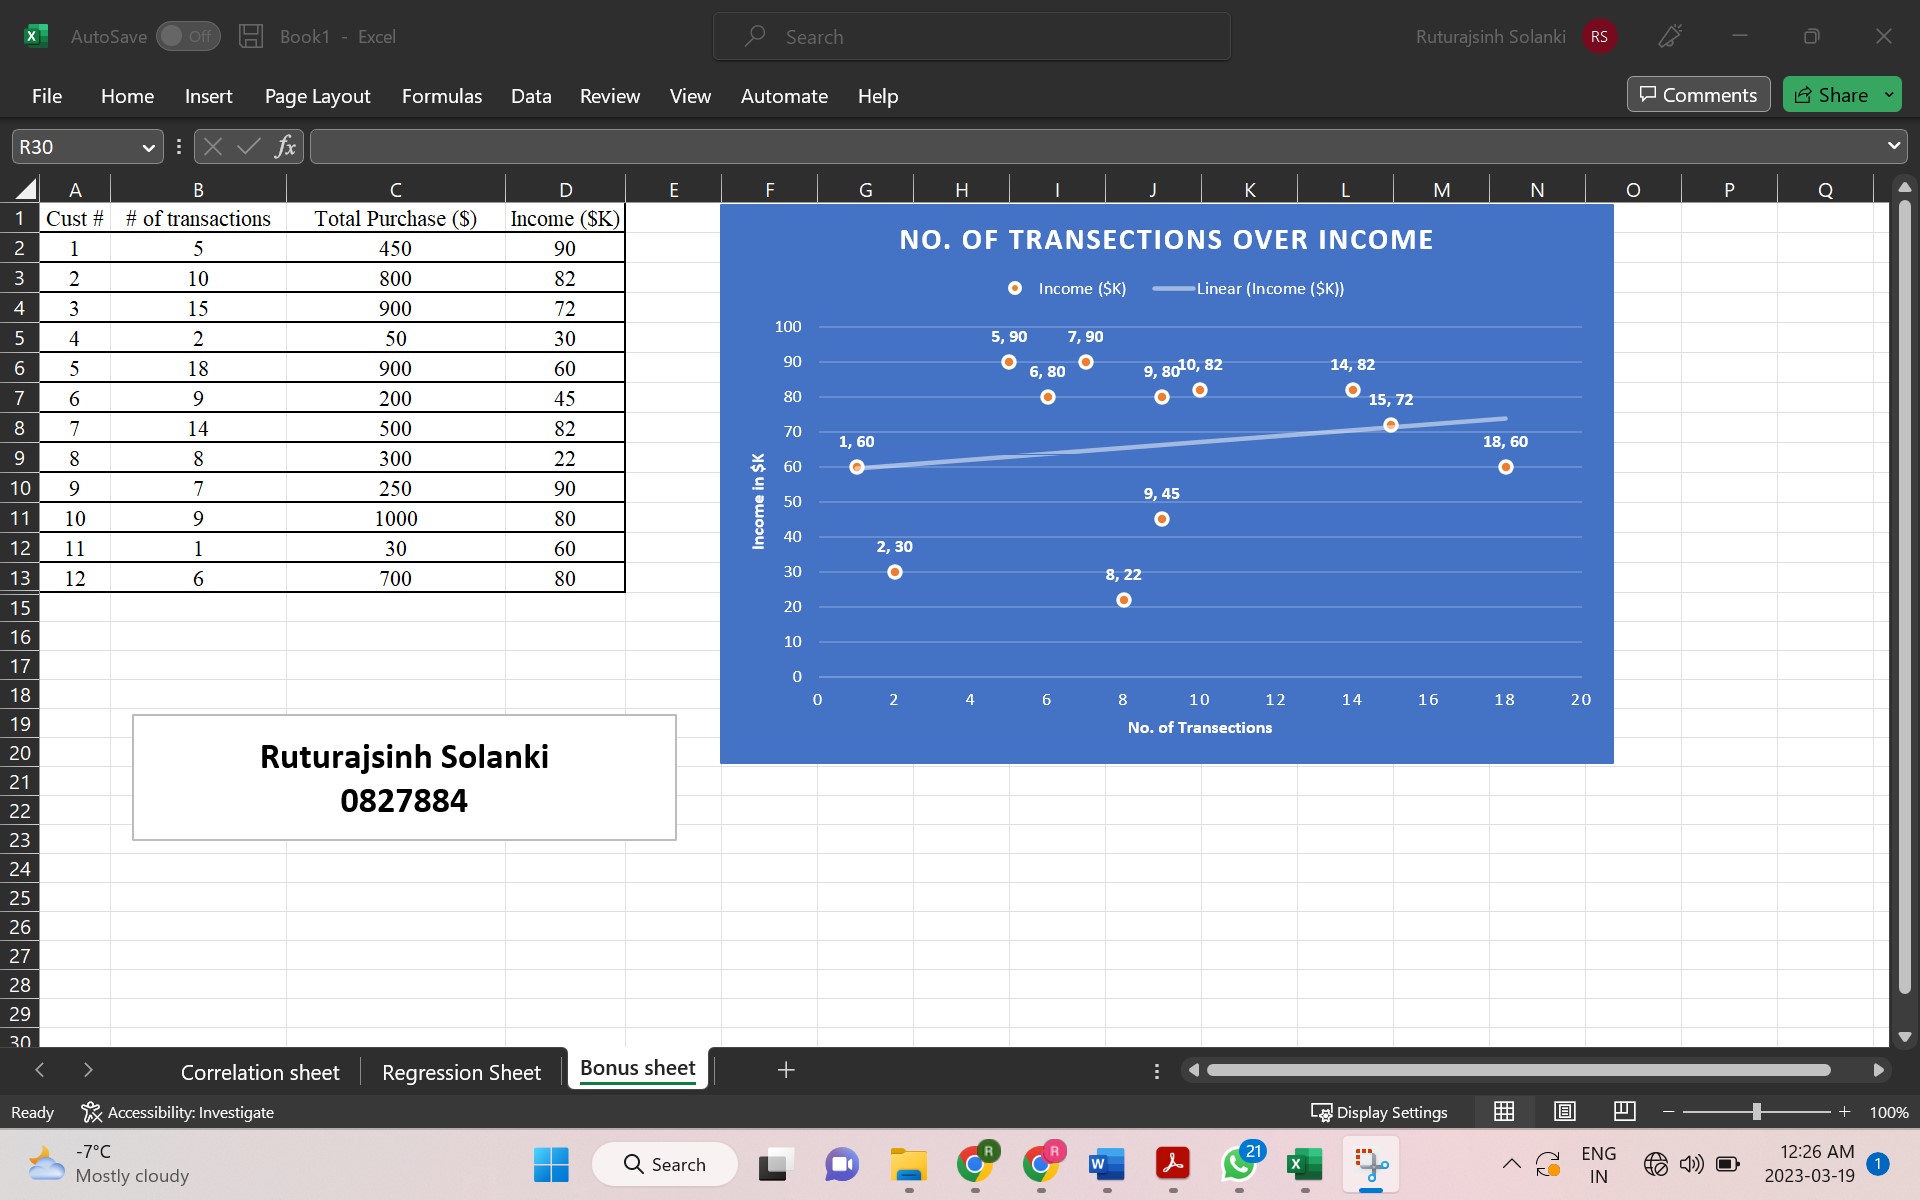 AutoSave Off Book1 - Excel Search Ruturajsinh Solanki RS
File Home Insert Page Layout Formulas Data Review View Automate Help Comments Share
R30 fx
A B C D E F G H I J K L M N O P Q
1 Cust # # of transactions Total Purchase ($) Income ($K)
2 1 5 450 90
3 2 10 800 82
4 3 15 900 72
5 4 2 50 30
6 5 18 900 60
7 6 9 200 45
8 7 14 500 82
9 8 8 300 22
10 9 7 250 90
11 10 9 1000 80
12 11 1 30 60
13 12 6 700 80
15
16
17
18
19
20
21
22
23
24
25
26
27
28
29
30
Ruturajsinh Solanki
0827884
NO. OF TRANSECTIONS OVER INCOME
Income ($K) Linear (Income ($K))
Income in $K
100
90
80
70
60
50
40
30
20
10
0
5, 90 7, 90
6, 80 9, 80 10, 82 14, 82
15, 72
1, 60 18, 60
9, 45
2, 30
8, 22
0 2 4 6 8 10 12 14 16 18 20
No. of Transections
Correlation sheet Regression Sheet Bonus sheet
Ready Accessibility: Investigate Display Settings 100%
-7°C
Mostly cloudy
Search
R R W 21 X
ENG
IN
12:26 AM
2023-03-19
1